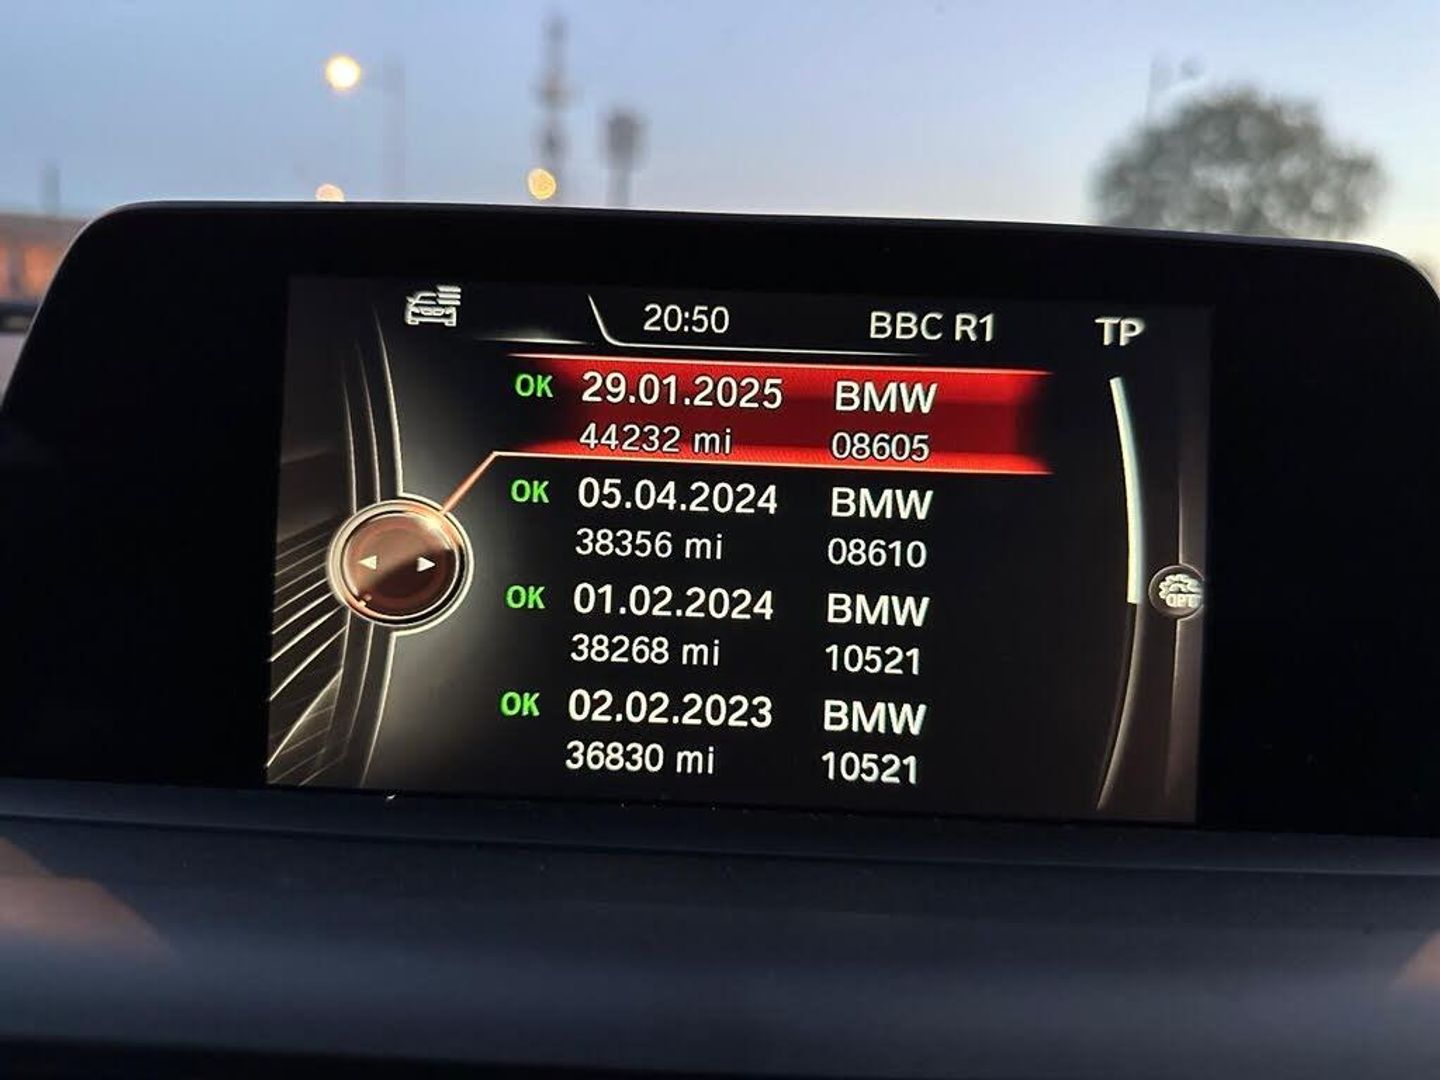 20:50 BBC R1 TP
OK 29.01.2025 BMW
44232 mi 08605
OK 05.04.2024 BMW
38356 mi 08610
OK 01.02.2024 BMW
38268 mi 10521
OPT
OK 02.02.2023 BMW
36830 mi 10521